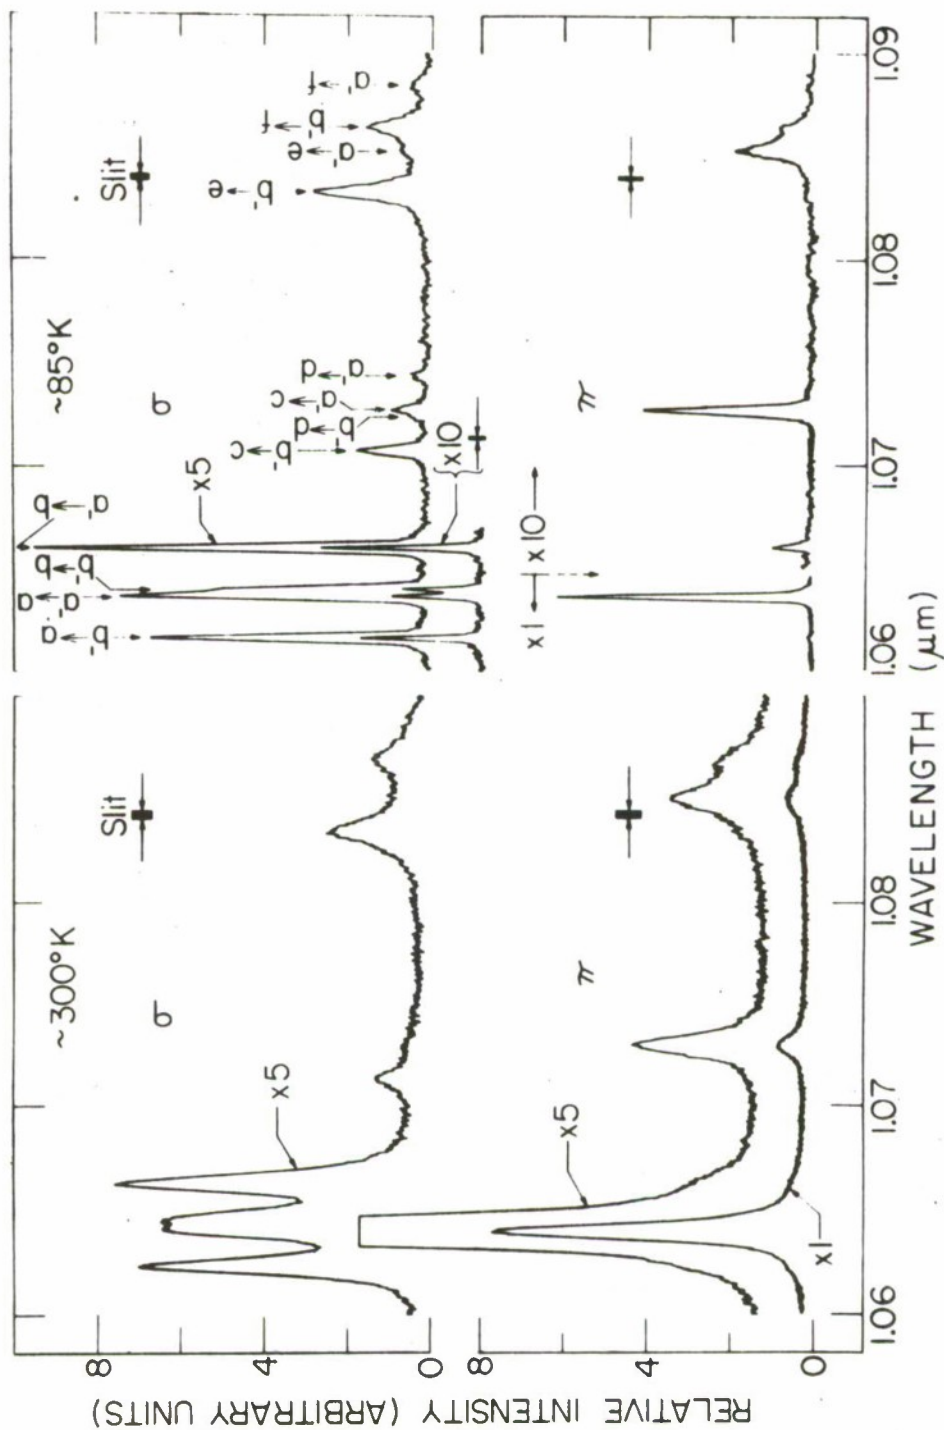 ~300°K
σ
Slit
x5
~85°K
σ
Slit
b'→a
a'→a
b'→b
a'→b
x5
x10
b'→c
b'→d
a'→c
a'→d
b'→e
a'→e
b'→f
a'→f
8
4
0
π
x5
x1
π
x1
x10
8
4
0
1.06
1.07
1.08
1.06
1.07
1.08
1.09
WAVELENGTH (μm)
RELATIVE INTENSITY (ARBITRARY UNITS)